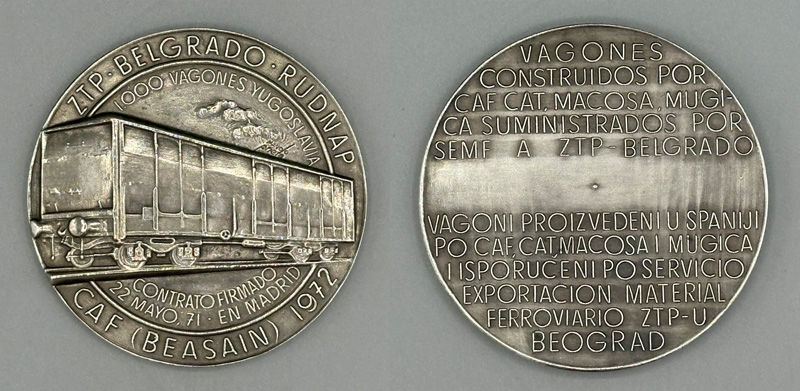 ZTP · BELGRADO · RUDNAP
1000 VAGONES YUGOSLAVIA
CONTRATO FIRMADO
22 MAYO '71 · EN MADRID
CAF (BEASAIN) 1972
VAGONES
CONSTRUIDOS POR
CAF CAT, MACOSA, MUGI-
CA SUMINISTRADOS POR
SEMF A ZTP-BELGRADO
VAGONI PROIZVEDENI U SPANIJI
PO CAF, CAT,MACOSA I MUGICA
I ISPORUĆENI PO SERVICIO
EXPORTACION MATERIAL
FERROVIARIO ZTP-U
BEOGRAD